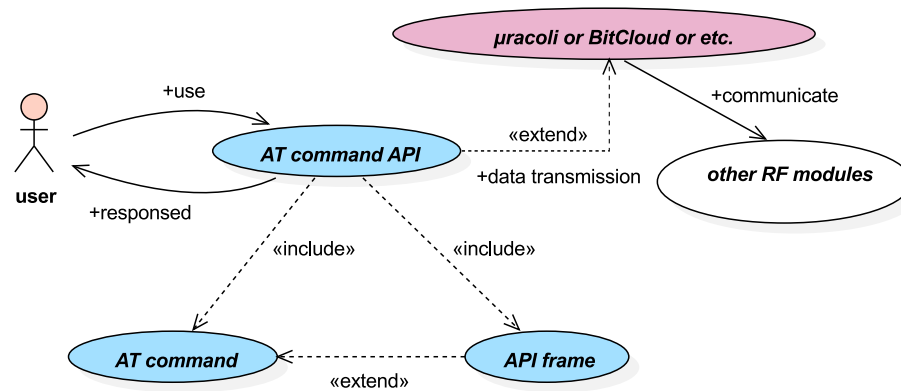 μracoli or BitCloud or etc.
+use
+communicate
«extend»
AT command API
+data transmission
other RF modules
user
+responsed
«include»
«include»
AT command
API frame
«extend»